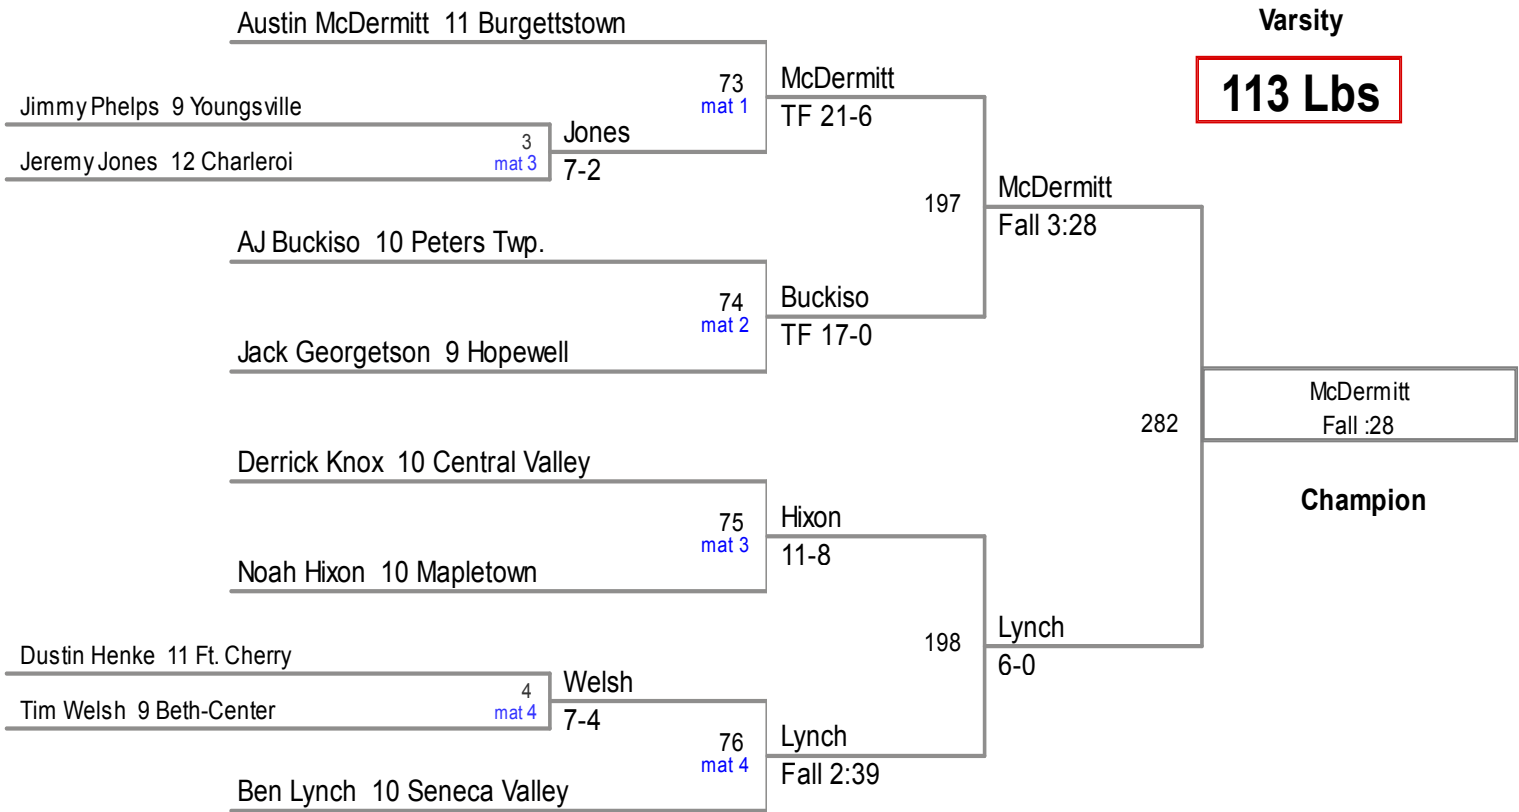 Austin McDermitt 11 Burgettstown
Varsity
113 Lbs
73
mat 1
McDermitt
TF 21-6
Jimmy Phelps 9 Youngsville
Jeremy Jones 12 Charleroi
3
mat 3
Jones
7-2
197
McDermitt
Fall 3:28
AJ Buckiso 10 Peters Twp.
74
mat 2
Buckiso
TF 17-0
Jack Georgetson 9 Hopewell
282
McDermitt
Fall :28
Champion
Derrick Knox 10 Central Valley
75
mat 3
Hixon
11-8
Noah Hixon 10 Mapletown
198
Lynch
6-0
Dustin Henke 11 Ft. Cherry
Tim Welsh 9 Beth-Center
4
mat 4
Welsh
7-4
76
mat 4
Lynch
Fall 2:39
Ben Lynch 10 Seneca Valley